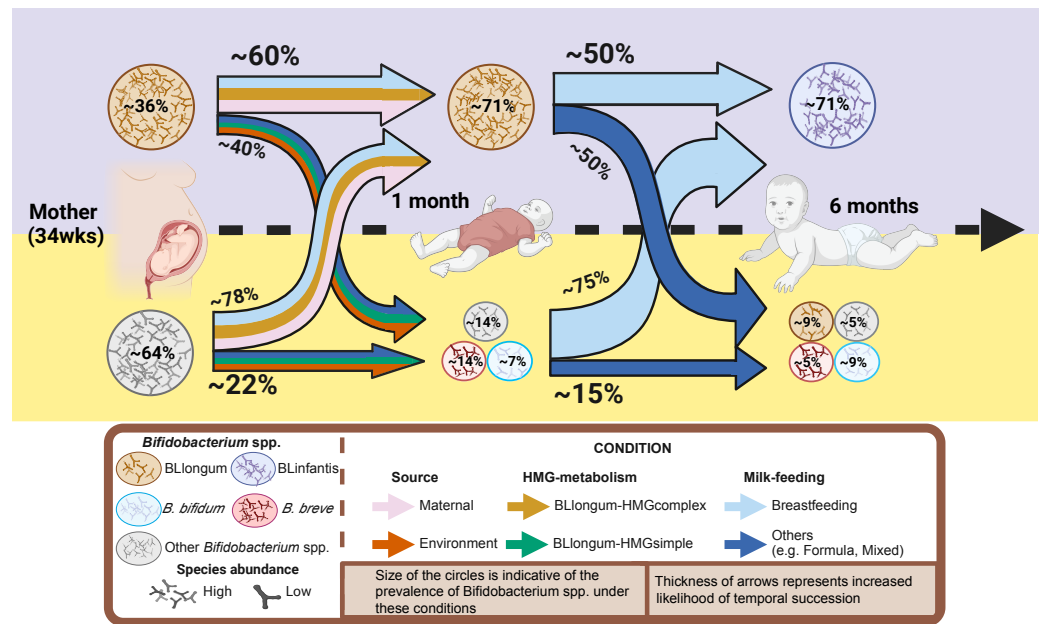 ~60%
~50%
~36%
~71%
~71%
~40%
~50%
Mother
(34wks)
1 month
6 months
~78%
~75%
~64%
~14%
~14%
~7%
~9%
~5%
~5%
~9%
~22%
~15%
Bifidobacterium spp.
BLlongum
BLinfantis
B. bifidum
B. breve
Other Bifidobacterium spp.
Species abundance
High
Low
CONDITION
Source
HMG-metabolism
Milk-feeding
Maternal
BLlongum-HMGcomplex
Breastfeeding
Environment
BLlongum-HMGsimple
Others
(e.g. Formula, Mixed)
Size of the circles is indicative of the
prevalence of Bifidobacterium spp. under
these conditions
Thickness of arrows represents increased
likelihood of temporal succession